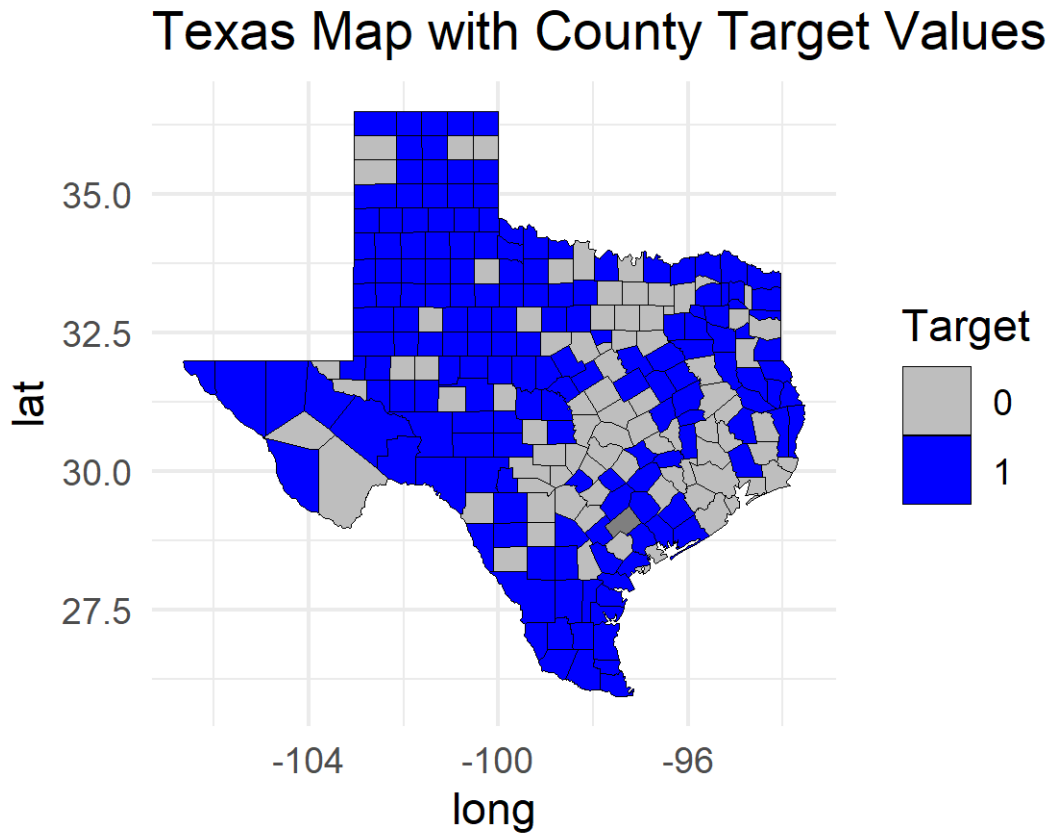 Texas Map with County Target Values
35.0
32.5
30.0
27.5
lat
-104
-100
-96
long
Target
0
1